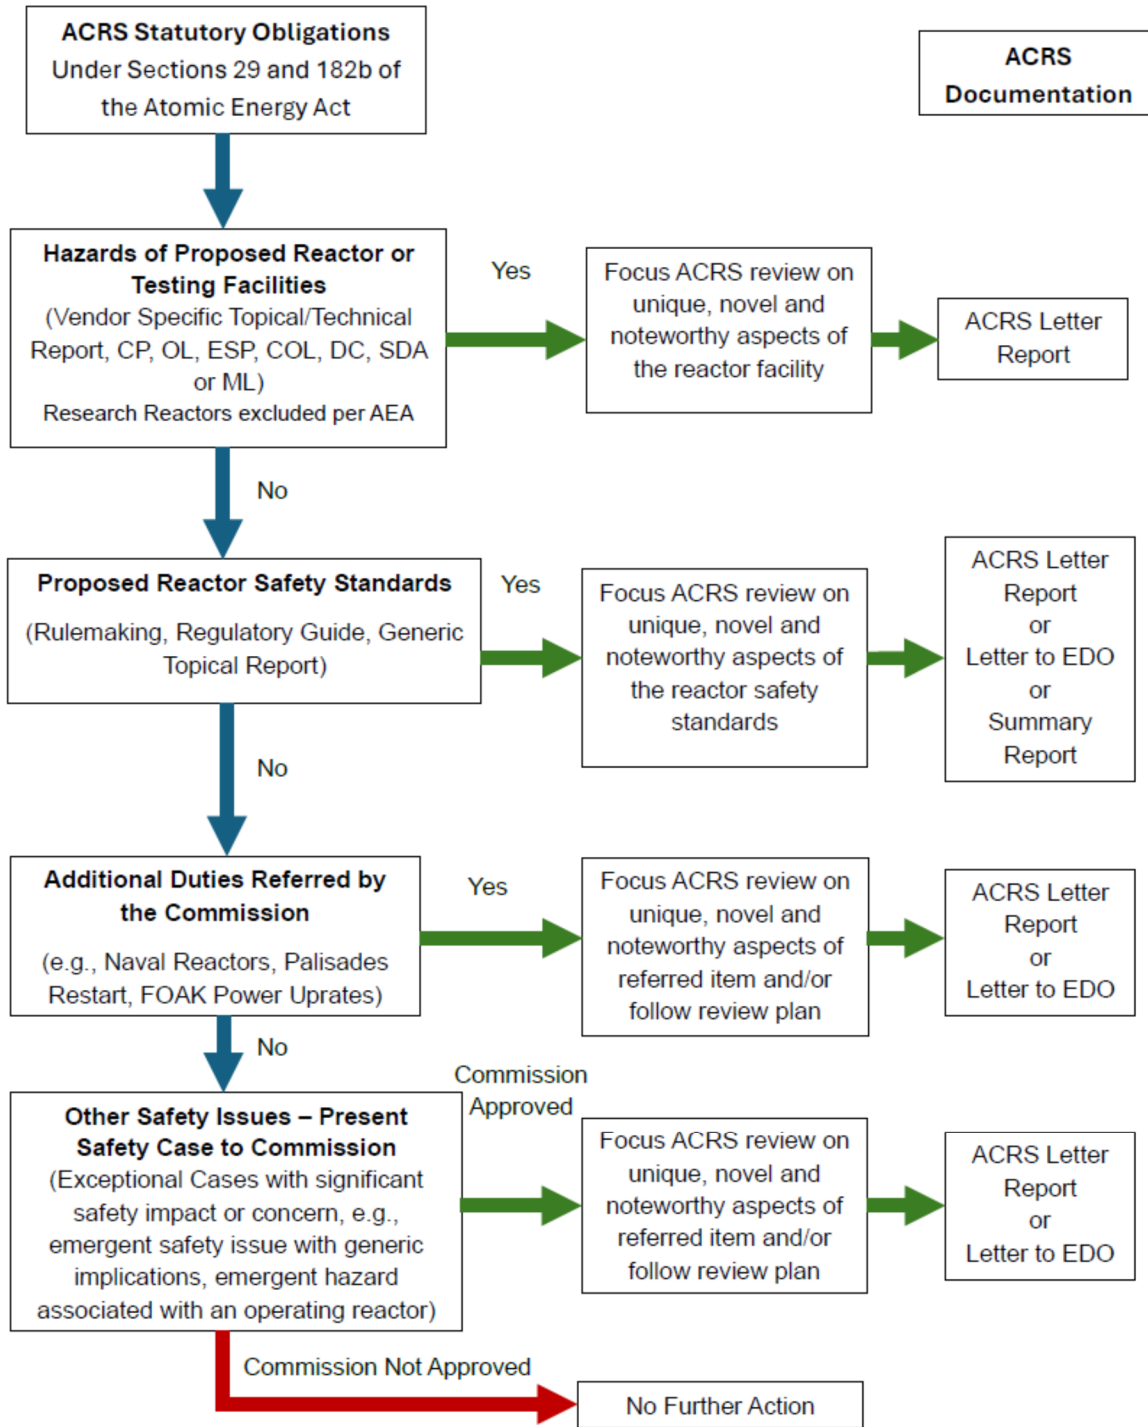 ACRS Statutory Obligations
Under Sections 29 and 182b of
the Atomic Energy Act
ACRS
Documentation
Hazards of Proposed Reactor or
Testing Facilities
(Vendor Specific Topical/Technical
Report, CP, OL, ESP, COL, DC, SDA
or ML)
Research Reactors excluded per AEA
Yes
Focus ACRS review on
unique, novel and
noteworthy aspects of
the reactor facility
ACRS Letter
Report
No
Proposed Reactor Safety Standards
(Rulemaking, Regulatory Guide, Generic
Topical Report)
Yes
Focus ACRS review on
unique, novel and
noteworthy aspects of
the reactor safety
standards
ACRS Letter
Report
or
Letter to EDO
or
Summary
Report
No
Additional Duties Referred by
the Commission
(e.g., Naval Reactors, Palisades
Restart, FOAK Power Uprates)
Yes
Focus ACRS review on
unique, novel and
noteworthy aspects of
referred item and/or
follow review plan
ACRS Letter
Report
or
Letter to EDO
No
Other Safety Issues – Present
Safety Case to Commission
(Exceptional Cases with significant
safety impact or concern, e.g.,
emergent safety issue with generic
implications, emergent hazard
associated with an operating reactor)
Commission
Approved
Focus ACRS review on
unique, novel and
noteworthy aspects of
referred item and/or
follow review plan
ACRS Letter
Report
or
Letter to EDO
Commission Not Approved
No Further Action